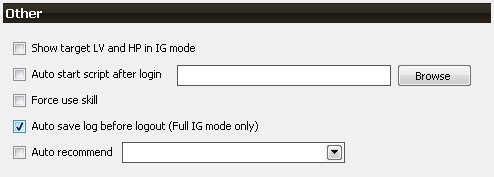 Other
Show target LV and HP in IG mode
Auto start script after login
Browse
Force use skill
Auto save log before logout (Full IG mode only)
Auto recommend